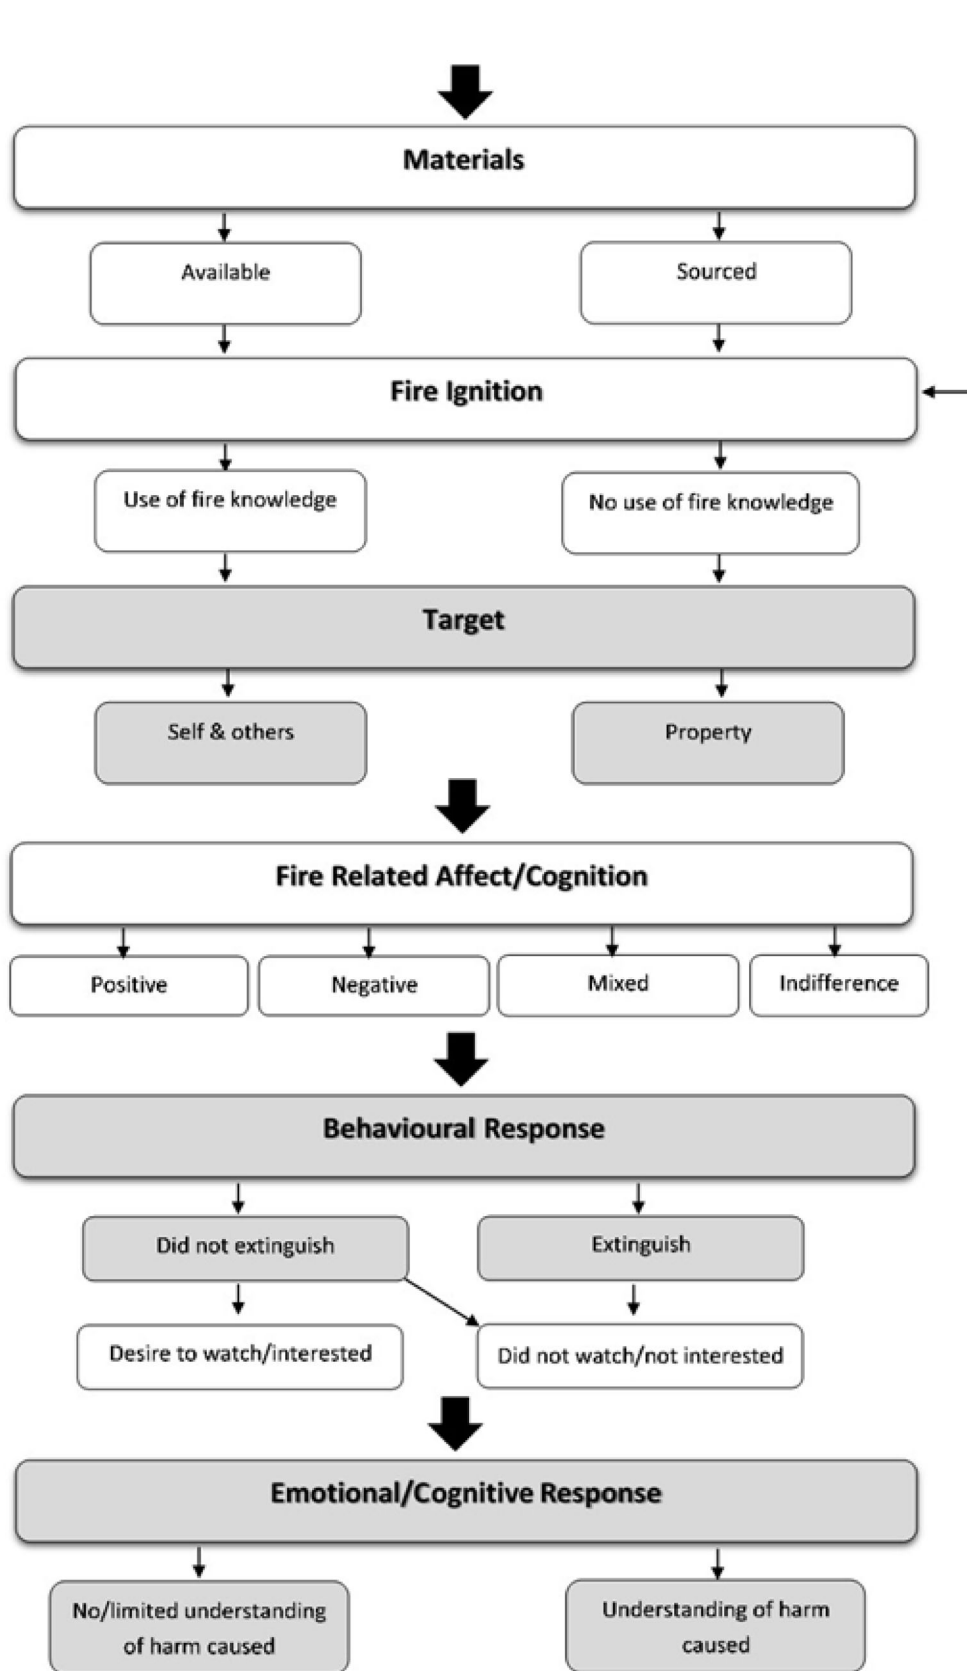 Materials
Available
Sourced
Fire Ignition
Use of fire knowledge
No use of fire knowledge
Target
Self & others
Property
Fire Related Affect/Cognition
Positive
Negative
Mixed
Indifference
Behavioural Response
Did not extinguish
Extinguish
Desire to watch/interested
Did not watch/not interested
Emotional/Cognitive Response
No/limited understanding
of harm caused
Understanding of harm
caused